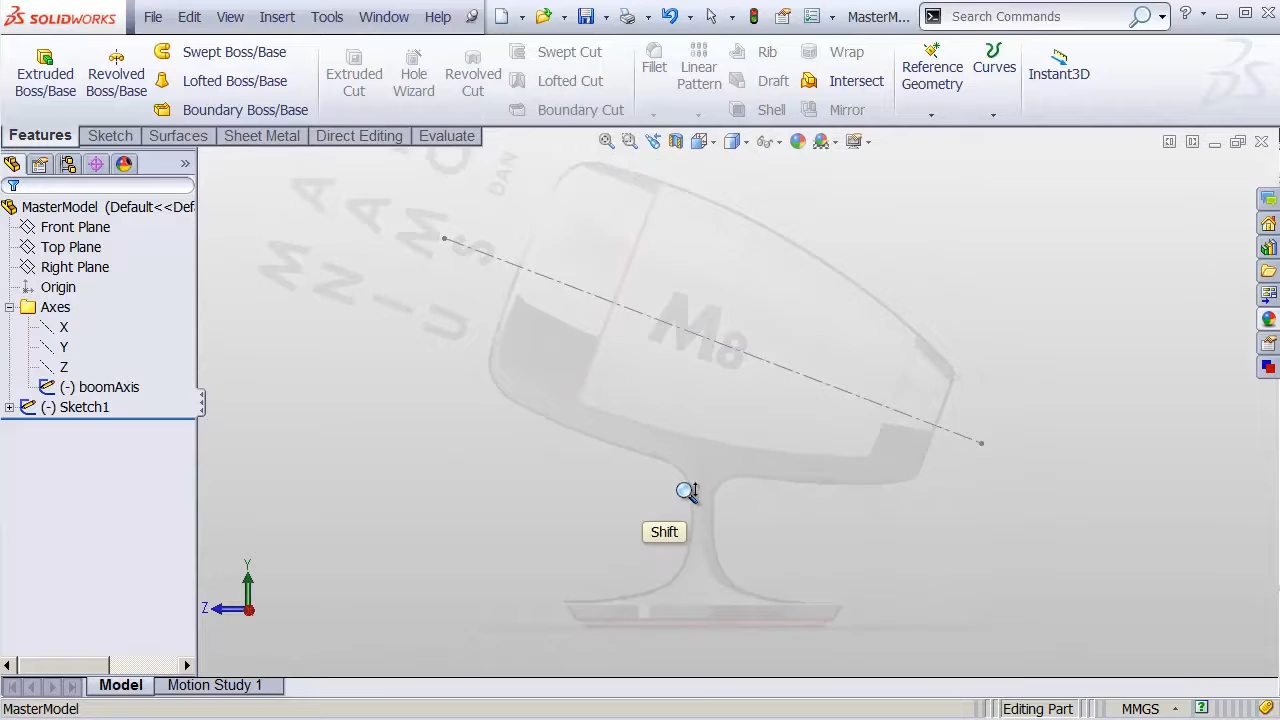 SOLIDWORKS
File Edit View Insert Tools Window Help
MasterM...
Search Commands
Extruded Boss/Base
Revolved Boss/Base
Swept Boss/Base
Lofted Boss/Base
Boundary Boss/Base
Extruded Cut
Hole Wizard
Revolved Cut
Swept Cut
Lofted Cut
Boundary Cut
Fillet
Linear Pattern
Rib
Draft
Shell
Wrap
Intersect
Mirror
Reference Geometry
Curves
Instant3D
Features Sketch Surfaces Sheet Metal Direct Editing Evaluate
MasterModel (Default<<Def
Front Plane
Top Plane
Right Plane
Origin
Axes
X
Y
Z
(-) boomAxis
(-) Sketch1
DAN
M8
Shift
Y
Z
Model Motion Study 1
MasterModel
Editing Part
MMGS